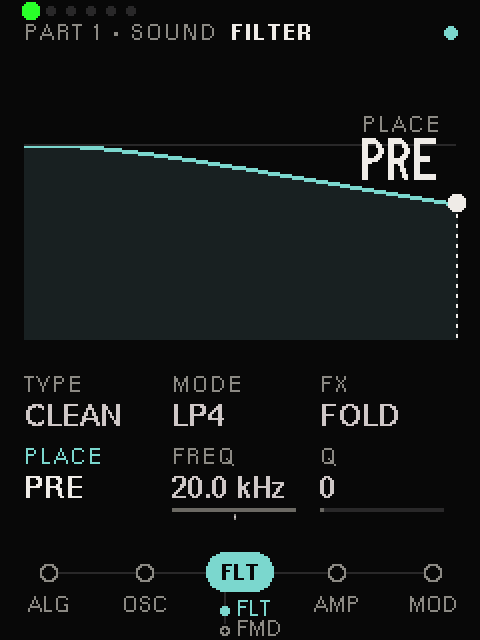 PART 1 · SOUND FILTER
PLACE
PRE
TYPE MODE FX
CLEAN LP4 FOLD
PLACE FREQ Q
PRE 20.0 kHz 0
FLT
ALG OSC FLT AMP MOD
FMD